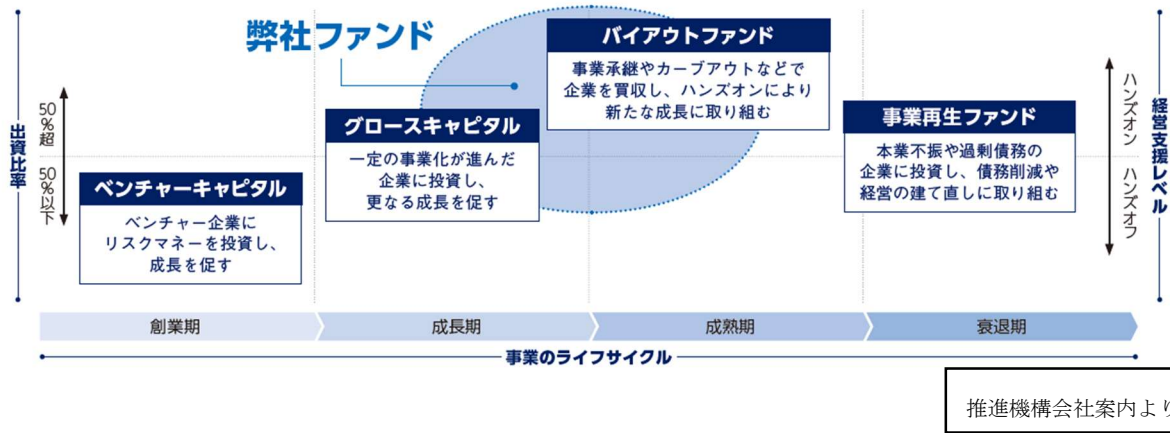 弊社ファンド
バイアウトファンド
事業承継やカーブアウトなどで
企業を買収し、ハンズオンにより
新たな成長に取り組む
グロースキャピタル
一定の事業化が進んだ
企業に投資し、
更なる成長を促す
事業再生ファンド
本業不振や過剰債務の
企業に投資し、債務削減や
経営の建て直しに取り組む
ベンチャーキャピタル
ベンチャー企業に
リスクマネーを投資し、
成長を促す
出資比率
50%超
50%以下
ハンズオン
ハンズオフ
経営支援レベル
創業期
成長期
成熟期
衰退期
事業のライフサイクル
推進機構会社案内より